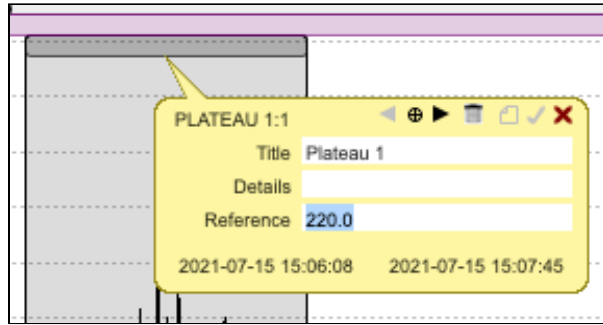 PLATEAU 1:1
Title Plateau 1
Details
Reference 220.0
2021-07-15 15:06:08 2021-07-15 15:07:45